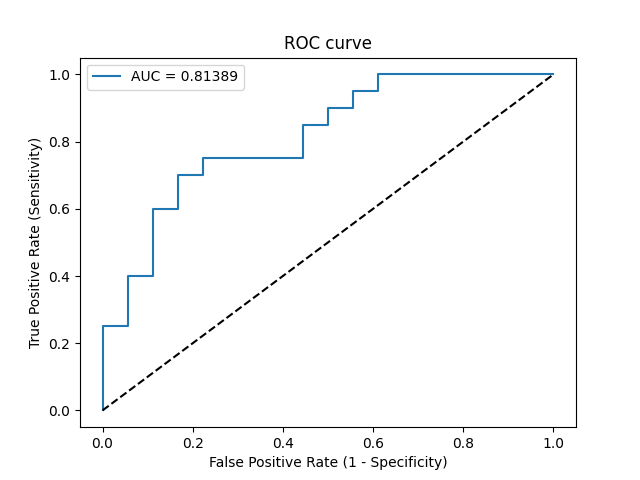 ROC curve
AUC = 0.81389
True Positive Rate (Sensitivity)
1.0
0.8
0.6
0.4
0.2
0.0
0.0 0.2 0.4 0.6 0.8 1.0
False Positive Rate (1 - Specificity)